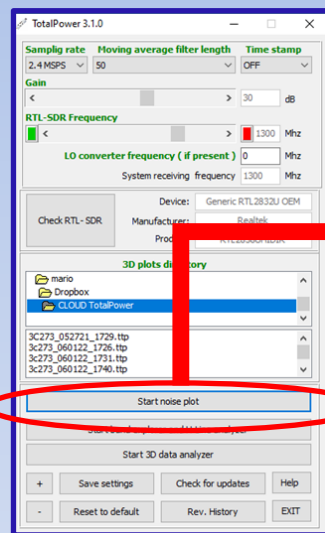 TotalPower 3.1.0
Samplig rate Moving average filter length Time stamp
2.4 MSPS 50 OFF
Gain
< > 30 dB
RTL-SDR Frequency
< > 1300 Mhz
LO converter frequency ( if present ) 0 Mhz
System receiving frequency 1300 Mhz
Check RTL- SDR
Device: Generic RTL2832U OEM
Manufacturer: Realtek
3D plots directory
mario
Dropbox
CLOUD TotalPower
3C273_052721_1729.ttp
3c273_060122_1726.ttp
3c273_060122_1731.ttp
3c273_060122_1740.ttp
Start noise plot
Start 3D data analyzer
+ Save settings Check for updates Help
- Reset to default Rev. History EXIT